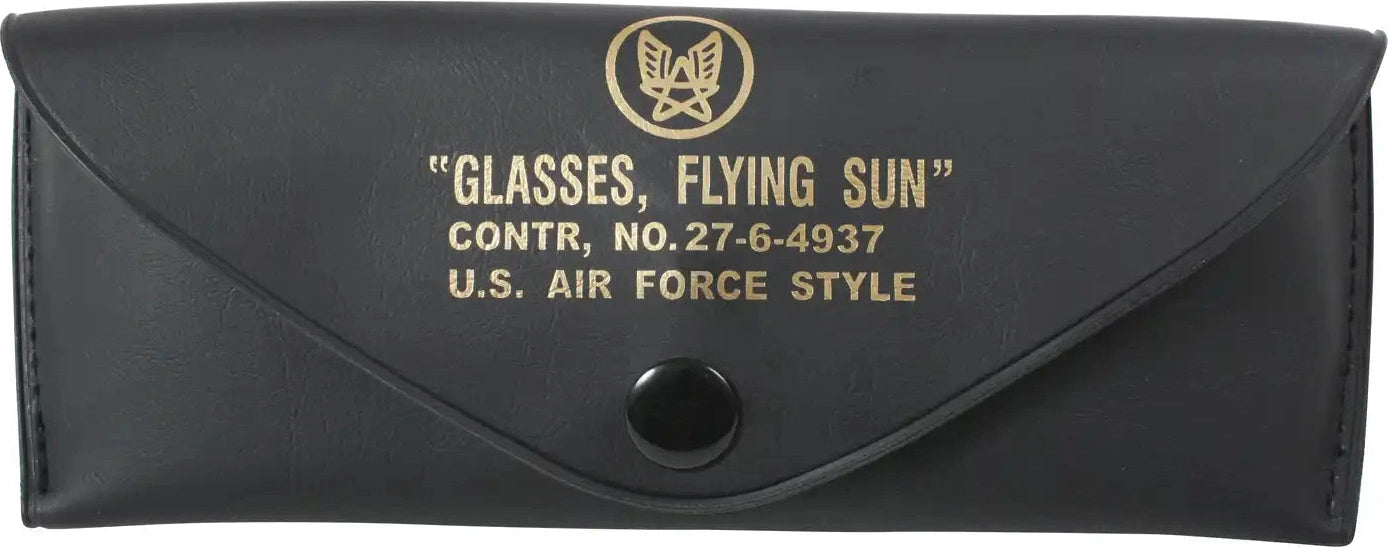 "GLASSES, FLYING SUN"
CONTR, NO. 27-6-4937
U.S. AIR FORCE STYLE